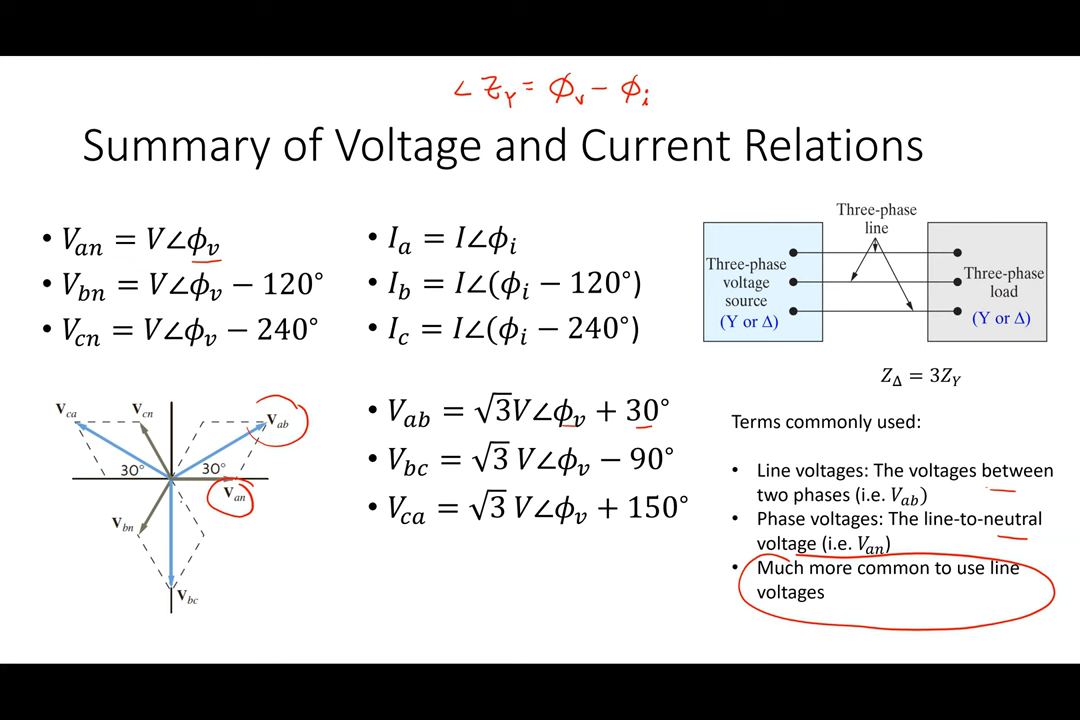 ∠ Z_Y = ϕ_v − ϕ_i
Summary of Voltage and Current Relations
• V_an = V∠ϕ_v
• V_bn = V∠ϕ_v − 120°
• V_cn = V∠ϕ_v − 240°
• I_a = I∠ϕ_i
• I_b = I∠(ϕ_i − 120°)
• I_c = I∠(ϕ_i − 240°)
• V_ab = √3V∠ϕ_v + 30°
• V_bc = √3 V∠ϕ_v − 90°
• V_ca = √3 V∠ϕ_v + 150°
V_ca
V_cn
V_ab
30°
30°
V_an
V_bn
V_bc
Three-phase
line
Three-phase
voltage
source
(Y or Δ)
Three-phase
load
(Y or Δ)
Z_Δ = 3Z_Y
Terms commonly used:
• Line voltages: The voltages between
two phases (i.e. V_ab)
• Phase voltages: The line-to-neutral
voltage (i.e. V_an)
• Much more common to use line
voltages